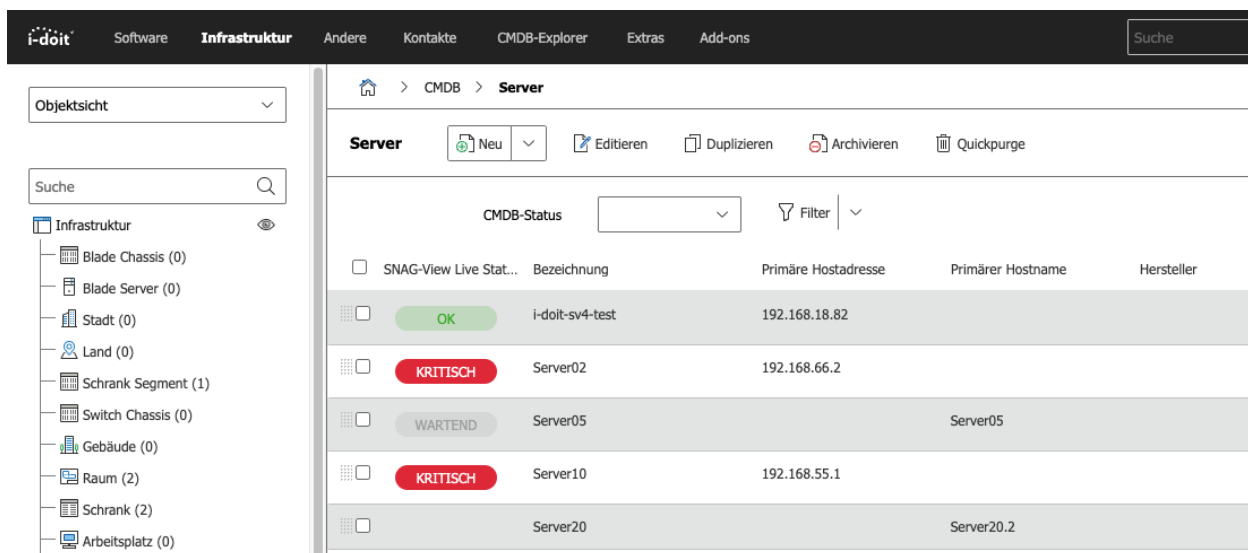 i-doit Software Infrastruktur Andere Kontakte CMDB-Explorer Extras Add-ons Suche
Objektsicht
CMDB Server
Server Neu Editieren Duplizieren Archivieren Quickpurge
Suche
CMDB-Status Filter
Infrastruktur
Blade Chassis (0)
Blade Server (0)
Stadt (0)
Land (0)
Schrank Segment (1)
Switch Chassis (0)
Gebäude (0)
Raum (2)
Schrank (2)
Arbeitsplatz (0)
SNAG-View Live Stat... Bezeichnung Primäre Hostadresse Primärer Hostname Hersteller
OK i-doit-sv4-test 192.168.18.82
KRITISCH Server02 192.168.66.2
WARTEND Server05 Server05
KRITISCH Server10 192.168.55.1
Server20 Server20.2